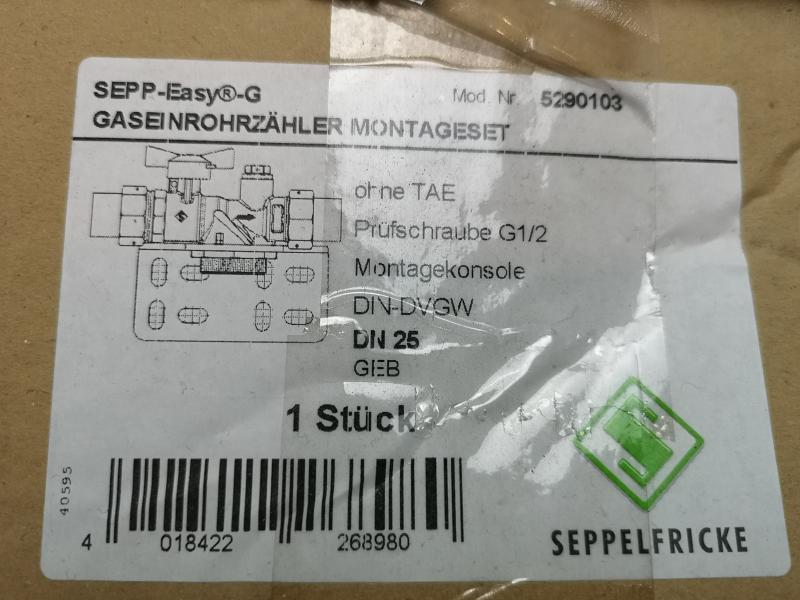 SEPP-Easy®-G
Mod. Nr. 5290103
GASEINROHRZÄHLER MONTAGESET
ohne TAE
Prüfschraube G1/2
Montagekonsole
DIN-DVGW
DN 25
GEB
1 Stück
40595
4 018422 268980
SEPPELFRICKE